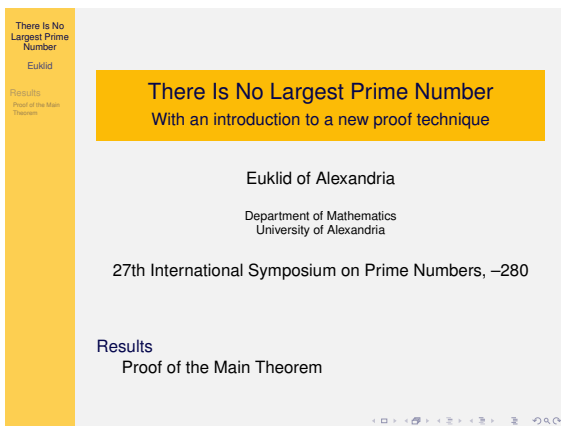 There Is No
Largest Prime
Number
Euklid
Results
Proof of the Main
Theorem
There Is No Largest Prime Number
With an introduction to a new proof technique
Euklid of Alexandria
Department of Mathematics
University of Alexandria
27th International Symposium on Prime Numbers, –280
Results
Proof of the Main Theorem